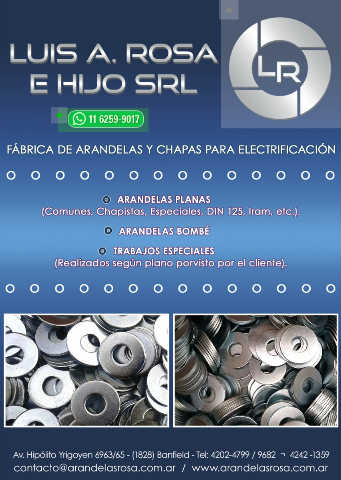 LUIS A. ROSA
E HIJO SRL
LR
11 6259-9017
FÁBRICA DE ARANDELAS Y CHAPAS PARA ELECTRIFICACIÓN
ARANDELAS PLANAS
(Comunes, Chapistas, Especiales, DIN 125, Iram, etc.).
ARANDELAS BOMBÉ
TRABAJOS ESPECIALES
(Realizados según plano porvisto por el cliente).
Av. Hipólito Yrigoyen 6963/65 - (1828) Banfield - Tel: 4202-4799 / 9682 ¬ 4242 -1359
contacto@arandelasrosa.com.ar / www.arandelasrosa.com.ar